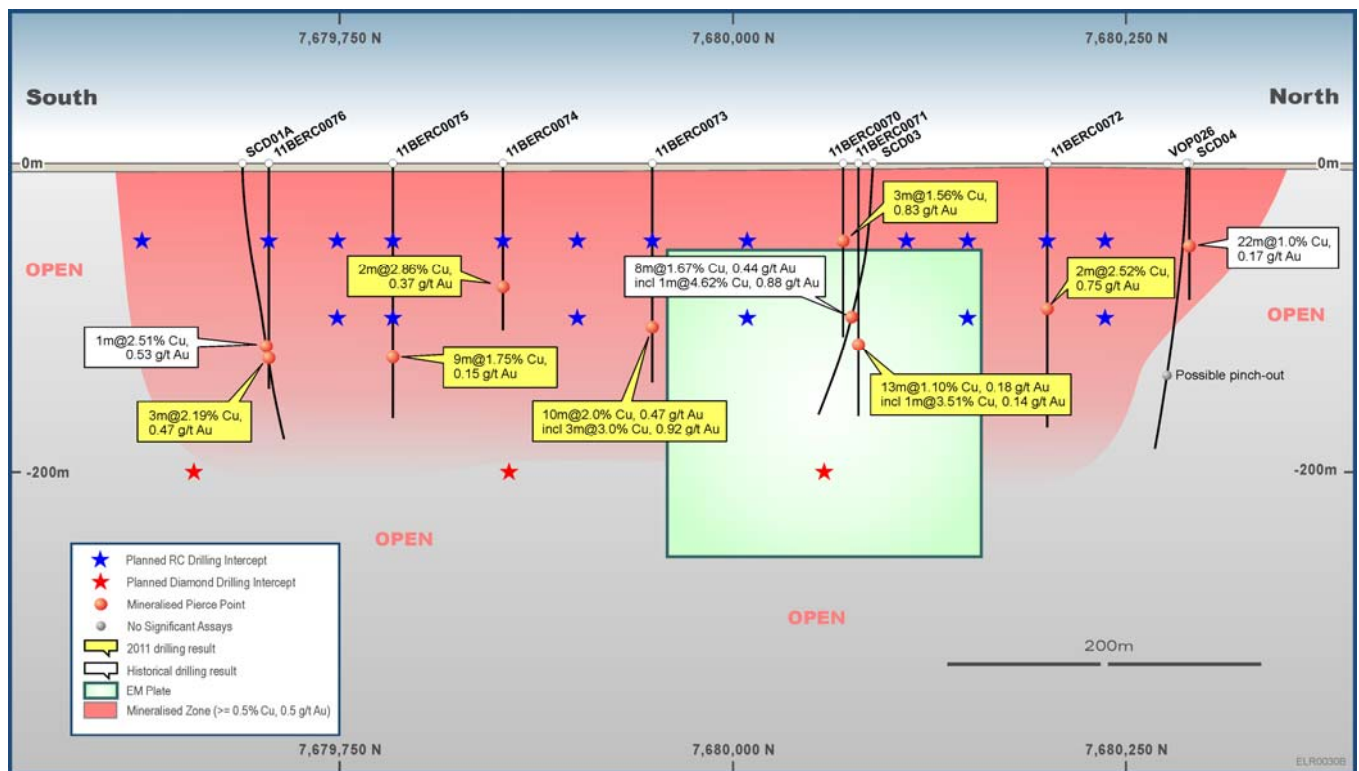 7,679,750 N
7,680,000 N
7,680,250 N
South
North
SCD01A
11BERC0076
11BERC0075
11BERC0074
11BERC0073
11BERC0070
11BERC0071
SCD03
11BERC0072
VOP026
SCD04
0m
0m
3m@1.56% Cu,
0.83 g/t Au
22m@1.0% Cu,
0.17 g/t Au
2m@2.86% Cu,
0.37 g/t Au
8m@1.67% Cu, 0.44 g/t Au
incl 1m@4.62% Cu, 0.88 g/t Au
2m@2.52% Cu,
0.75 g/t Au
OPEN
OPEN
1m@2.51% Cu,
0.53 g/t Au
9m@1.75% Cu,
0.15 g/t Au
Possible pinch-out
3m@2.19% Cu,
0.47 g/t Au
10m@2.0% Cu, 0.47 g/t Au
incl 3m@3.0% Cu, 0.92 g/t Au
13m@1.10% Cu, 0.18 g/t Au
incl 1m@3.51% Cu, 0.14 g/t Au
-200m
-200m
OPEN
OPEN
Planned RC Drilling Intercept
Planned Diamond Drilling Intercept
Mineralised Pierce Point
No Significant Assays
2011 drilling result
Historical drilling result
EM Plate
Mineralised Zone (>= 0.5% Cu, 0.5 g/t Au)
200m
7,679,750 N
7,680,000 N
7,680,250 N
ELR0030B